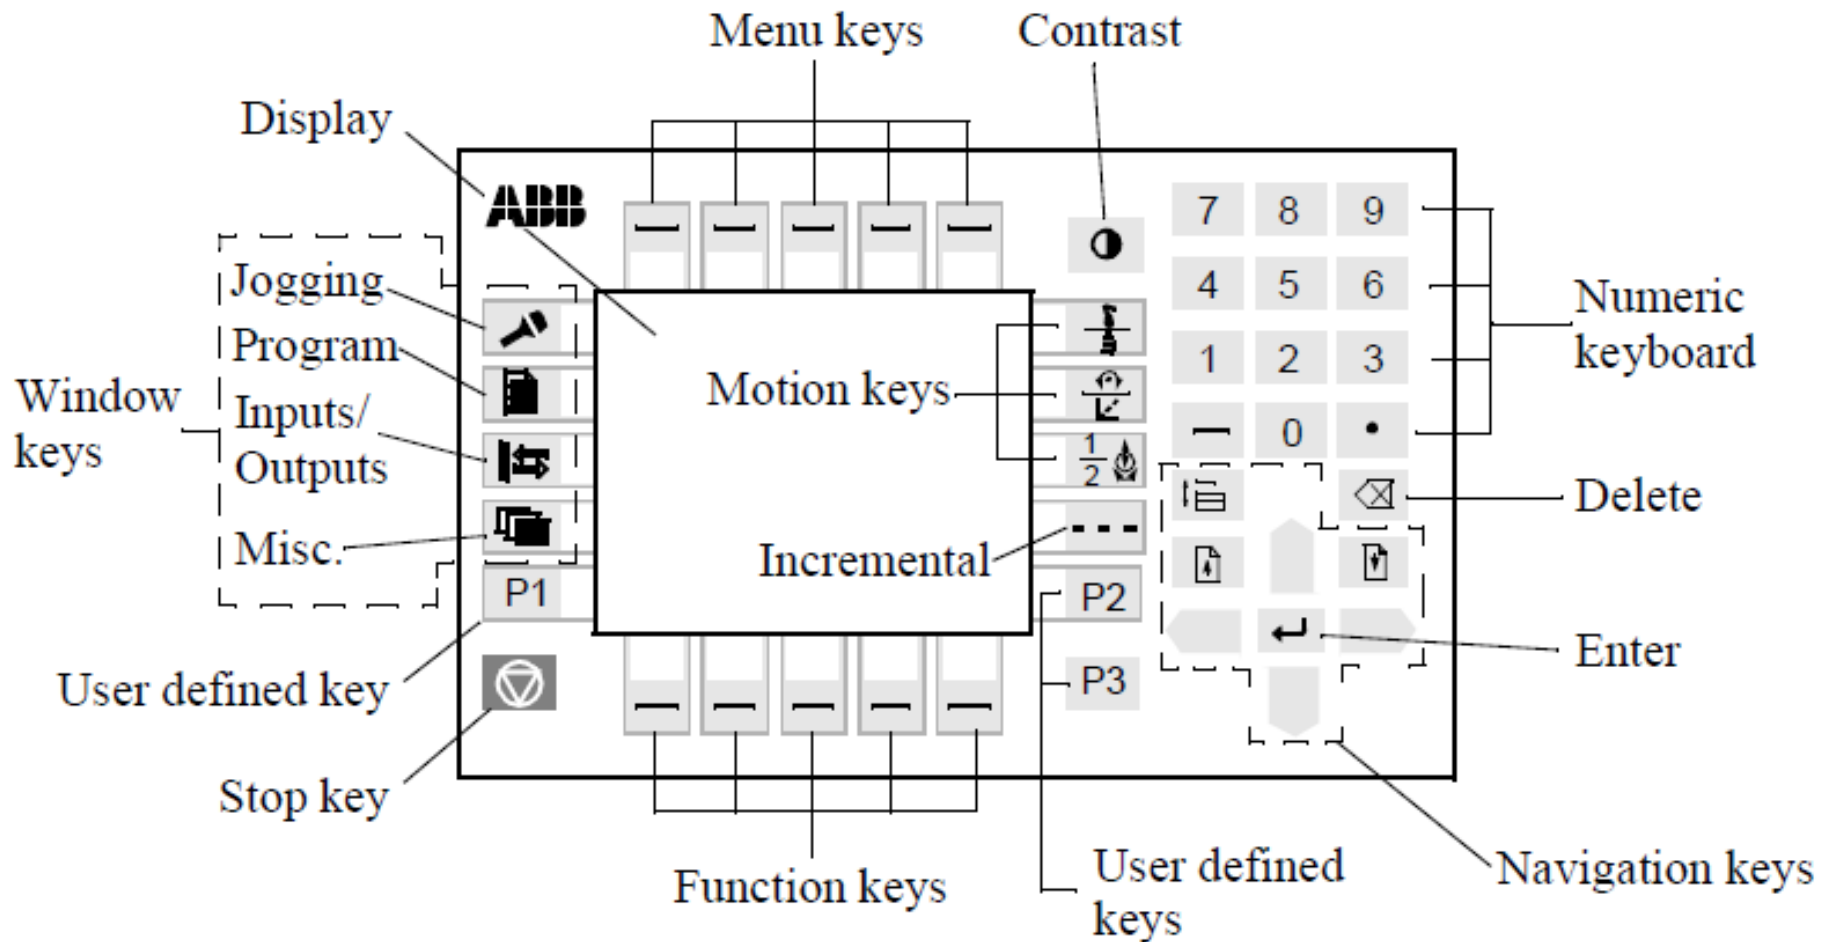 Menu keys
Contrast
Display
ABB
7 8 9
Jogging
4 5 6
Numeric
keyboard
Program
1 2 3
Window
keys
Inputs/
Outputs
Motion keys
1
2
0
Delete
Misc.
Incremental
P1
P2
Enter
User defined key
P3
Stop key
Function keys
User defined
keys
Navigation keys